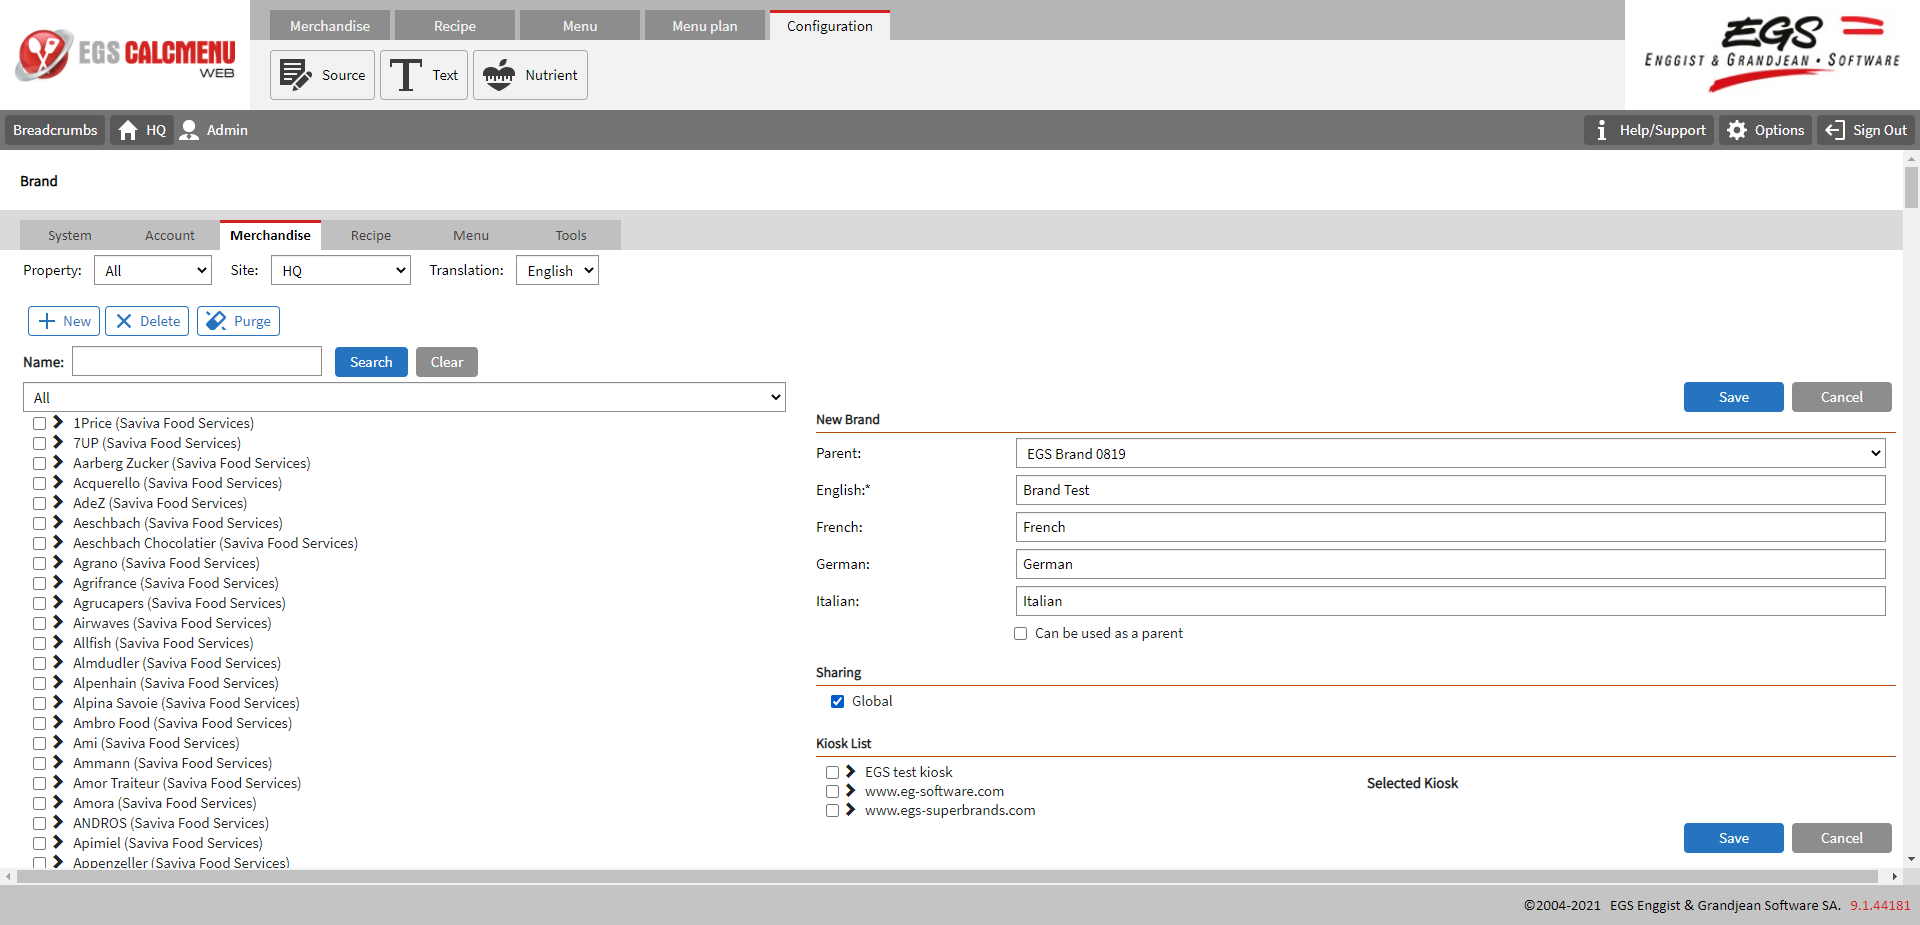 EGS CALCMENU
WEB
Merchandise
Recipe
Menu
Menu plan
Configuration
Source
Text
Nutrient
EGS
ENGGIST & GRANDJEAN • SOFTWARE
Breadcrumbs
HQ
Admin
Help/Support
Options
Sign Out
Brand
System
Account
Merchandise
Recipe
Menu
Tools
Property: All
Site: HQ
Translation: English
New
Delete
Purge
Name:
Search
Clear
All
1Price (Saviva Food Services)
7UP (Saviva Food Services)
Aarberg Zucker (Saviva Food Services)
Acquerello (Saviva Food Services)
AdeZ (Saviva Food Services)
Aeschbach (Saviva Food Services)
Aeschbach Chocolatier (Saviva Food Services)
Agrano (Saviva Food Services)
Agrifrance (Saviva Food Services)
Agrucapers (Saviva Food Services)
Airwaves (Saviva Food Services)
Allfish (Saviva Food Services)
Almdudler (Saviva Food Services)
Alpenhain (Saviva Food Services)
Alpina Savoie (Saviva Food Services)
Ambro Food (Saviva Food Services)
Ami (Saviva Food Services)
Ammann (Saviva Food Services)
Amor Traiteur (Saviva Food Services)
Amora (Saviva Food Services)
ANDROS (Saviva Food Services)
Apimiel (Saviva Food Services)
Appenzeller (Saviva Food Services)
Save
Cancel
New Brand
Parent: EGS Brand 0819
English:* Brand Test
French: French
German: German
Italian: Italian
Can be used as a parent
Sharing
Global
Kiosk List
EGS test kiosk
www.eg-software.com
www.egs-superbrands.com
Selected Kiosk
Save
Cancel
©2004-2021 EGS Enggist & Grandjean Software SA. 9.1.44181